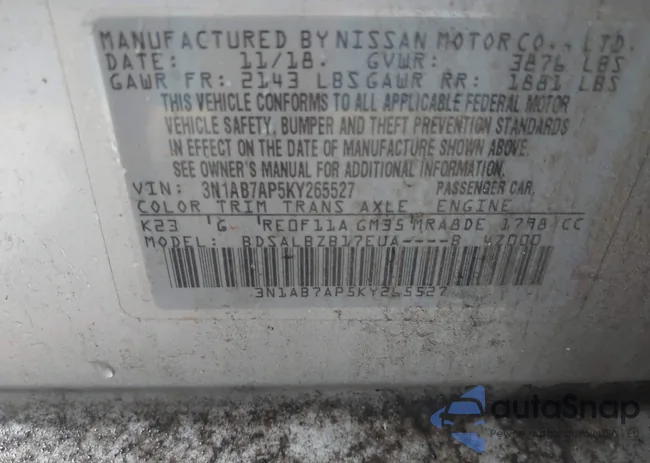 MANUFACTURED BY NISSAN MOTOR CO., LTD.
DATE: 11/18. GVWR: 3876 LBS
GAWR FR: 2143 LBS GAWR RR: 1881 LBS
THIS VEHICLE CONFORMS TO ALL APPLICABLE FEDERAL MOTOR
VEHICLE SAFETY, BUMPER AND THEFT PREVENTION STANDARDS
IN EFFECT ON THE DATE OF MANUFACTURE SHOWN ABOVE.
SEE OWNER'S MANUAL FOR ADDITIONAL INFORMATION.
VIN: 3N1AB7AP5KY265527 PASSENGER CAR.
COLOR TRIM TRANS AXLE ENGINE
K23 'G 'RE0F11A GM35 MRA8DE 1798 CC
MODEL: BDSALBZB17EUA----B 4Z000
3N1AB7AP5KY265527
autoSnap